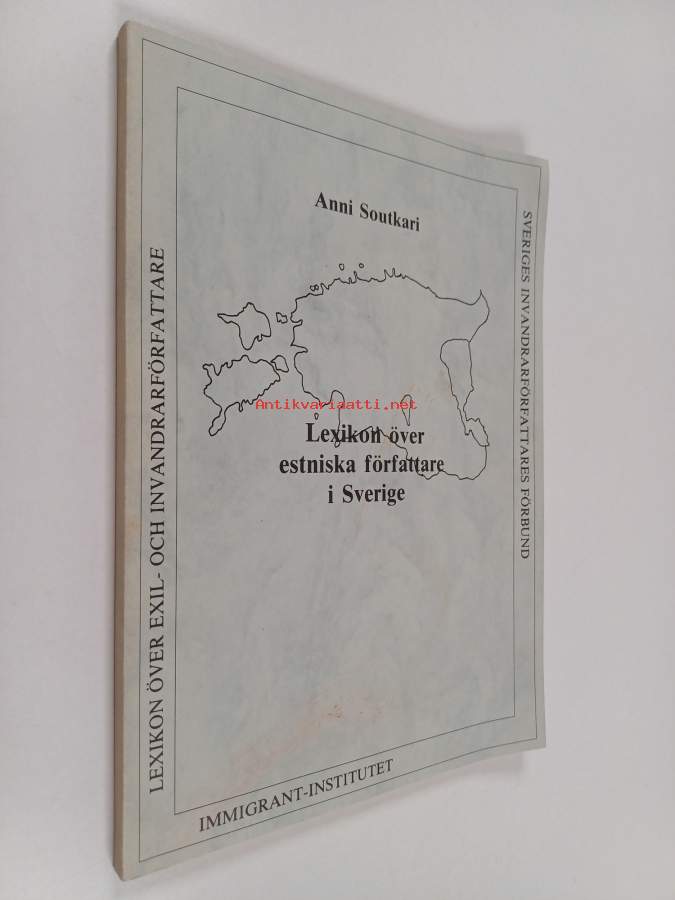 Anni Soutkari
Antikvariaatti.net
Lexikon över
estniska författare
i Sverige
LEXIKON ÖVER EXIL- OCH INVANDRARFÖRFATTARE
SVERIGES INVANDRARFÖRFATTARES FÖRBUND
IMMIGRANT-INSTITUTET